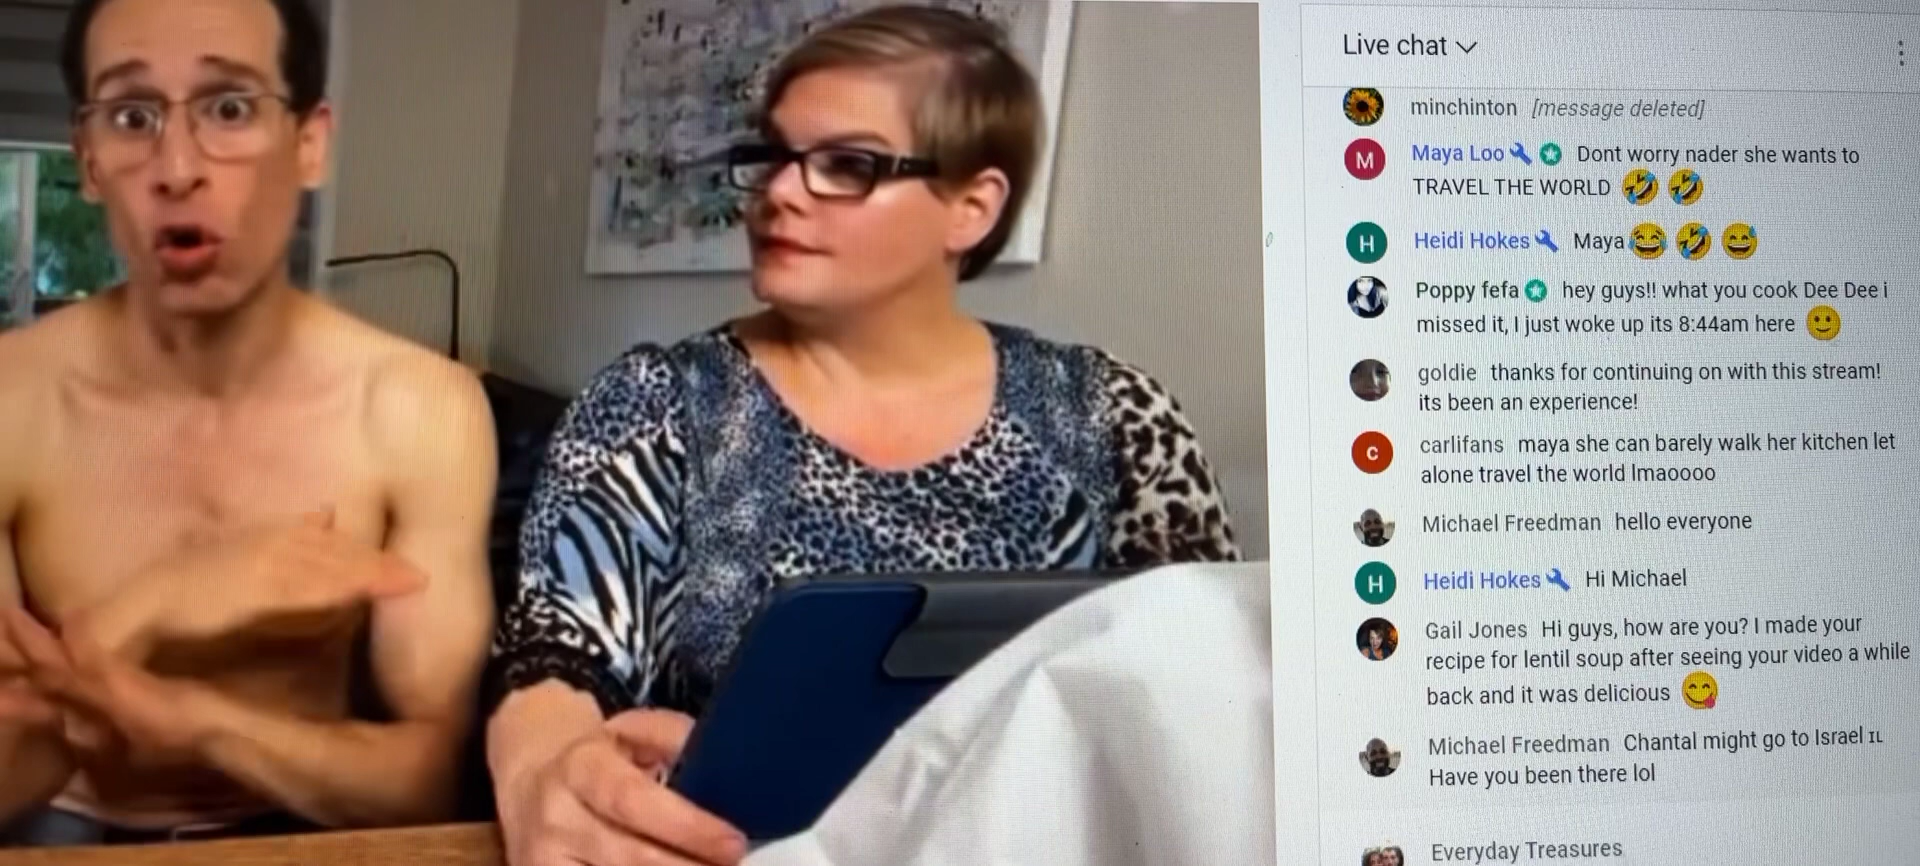 Live chat
minchinton [message deleted]
M Maya Loo Dont worry nader she wants to
TRAVEL THE WORLD 🤣 🤣
H Heidi Hokes Maya 😂 🤣 😅
Poppy fefa hey guys!! what you cook Dee Dee i
missed it, I just woke up its 8:44am here 🙂
goldie thanks for continuing on with this stream!
its been an experience!
C carlifans maya she can barely walk her kitchen let
alone travel the world lmaoooo
Michael Freedman hello everyone
H Heidi Hokes Hi Michael
Gail Jones Hi guys, how are you? I made your
recipe for lentil soup after seeing your video a while
back and it was delicious 😋
Michael Freedman Chantal might go to Israel IL
Have you been there lol
Everyday Treasures